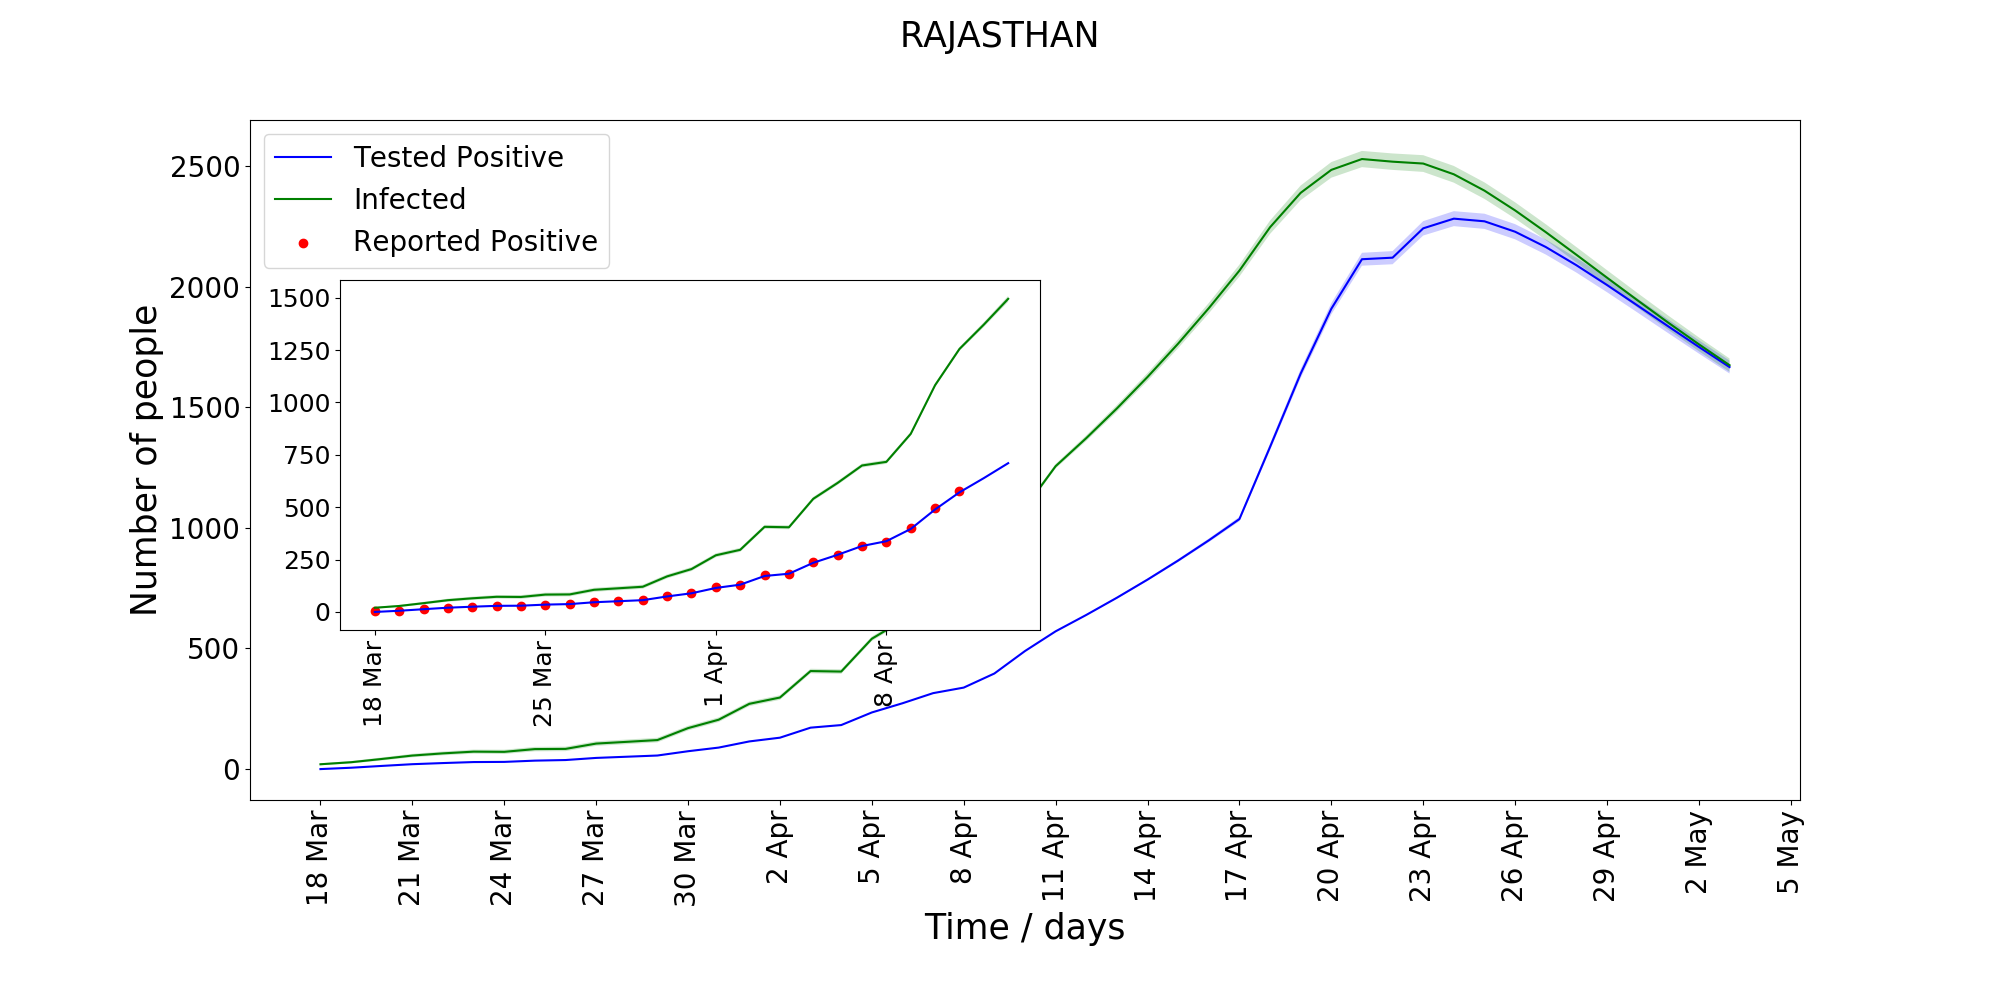 RAJASTHAN
Tested Positive
Infected
Reported Positive
Number of people
2500
2000
1500
1000
500
0
1500
1250
1000
750
500
250
0
18 Mar
25 Mar
1 Apr
8 Apr
18 Mar
21 Mar
24 Mar
27 Mar
30 Mar
2 Apr
5 Apr
8 Apr
11 Apr
14 Apr
17 Apr
20 Apr
23 Apr
26 Apr
29 Apr
2 May
5 May
Time / days